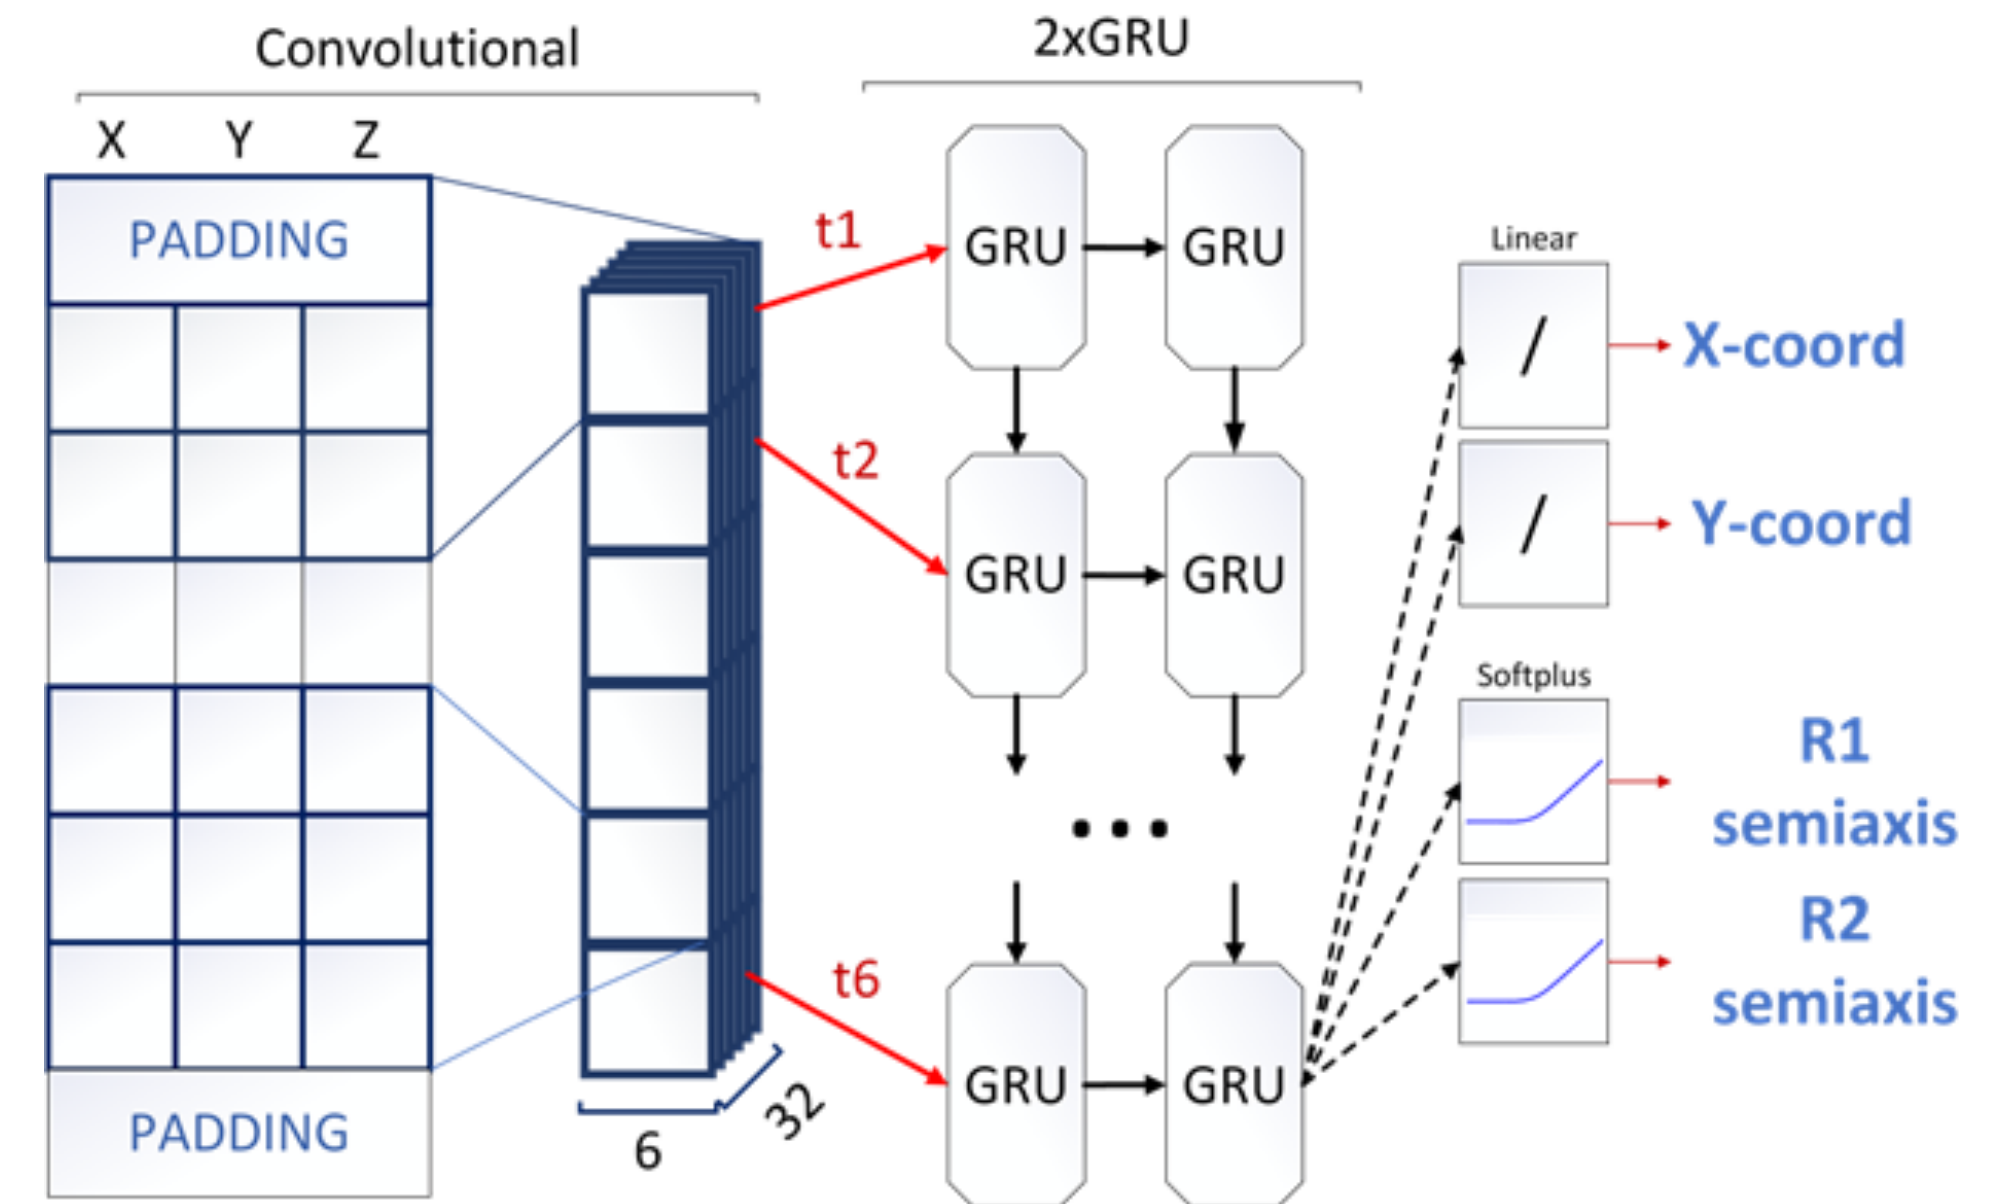 Convolutional
2xGRU
X Y Z
PADDING
t1
GRU
GRU
t2
GRU
GRU
...
t6
GRU
GRU
PADDING
6
32
Linear
/
X-coord
/
Y-coord
Softplus
R1
semiaxis
R2
semiaxis